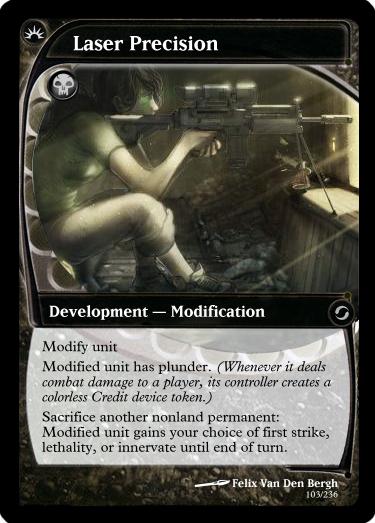 Laser Precision
Development — Modification
Modify unit
Modified unit has plunder. (Whenever it deals
combat damage to a player, its controller creates a
colorless Credit device token.)
Sacrifice another nonland permanent:
Modified unit gains your choice of first strike,
lethality, or innervate until end of turn.
Felix Van Den Bergh
103/236